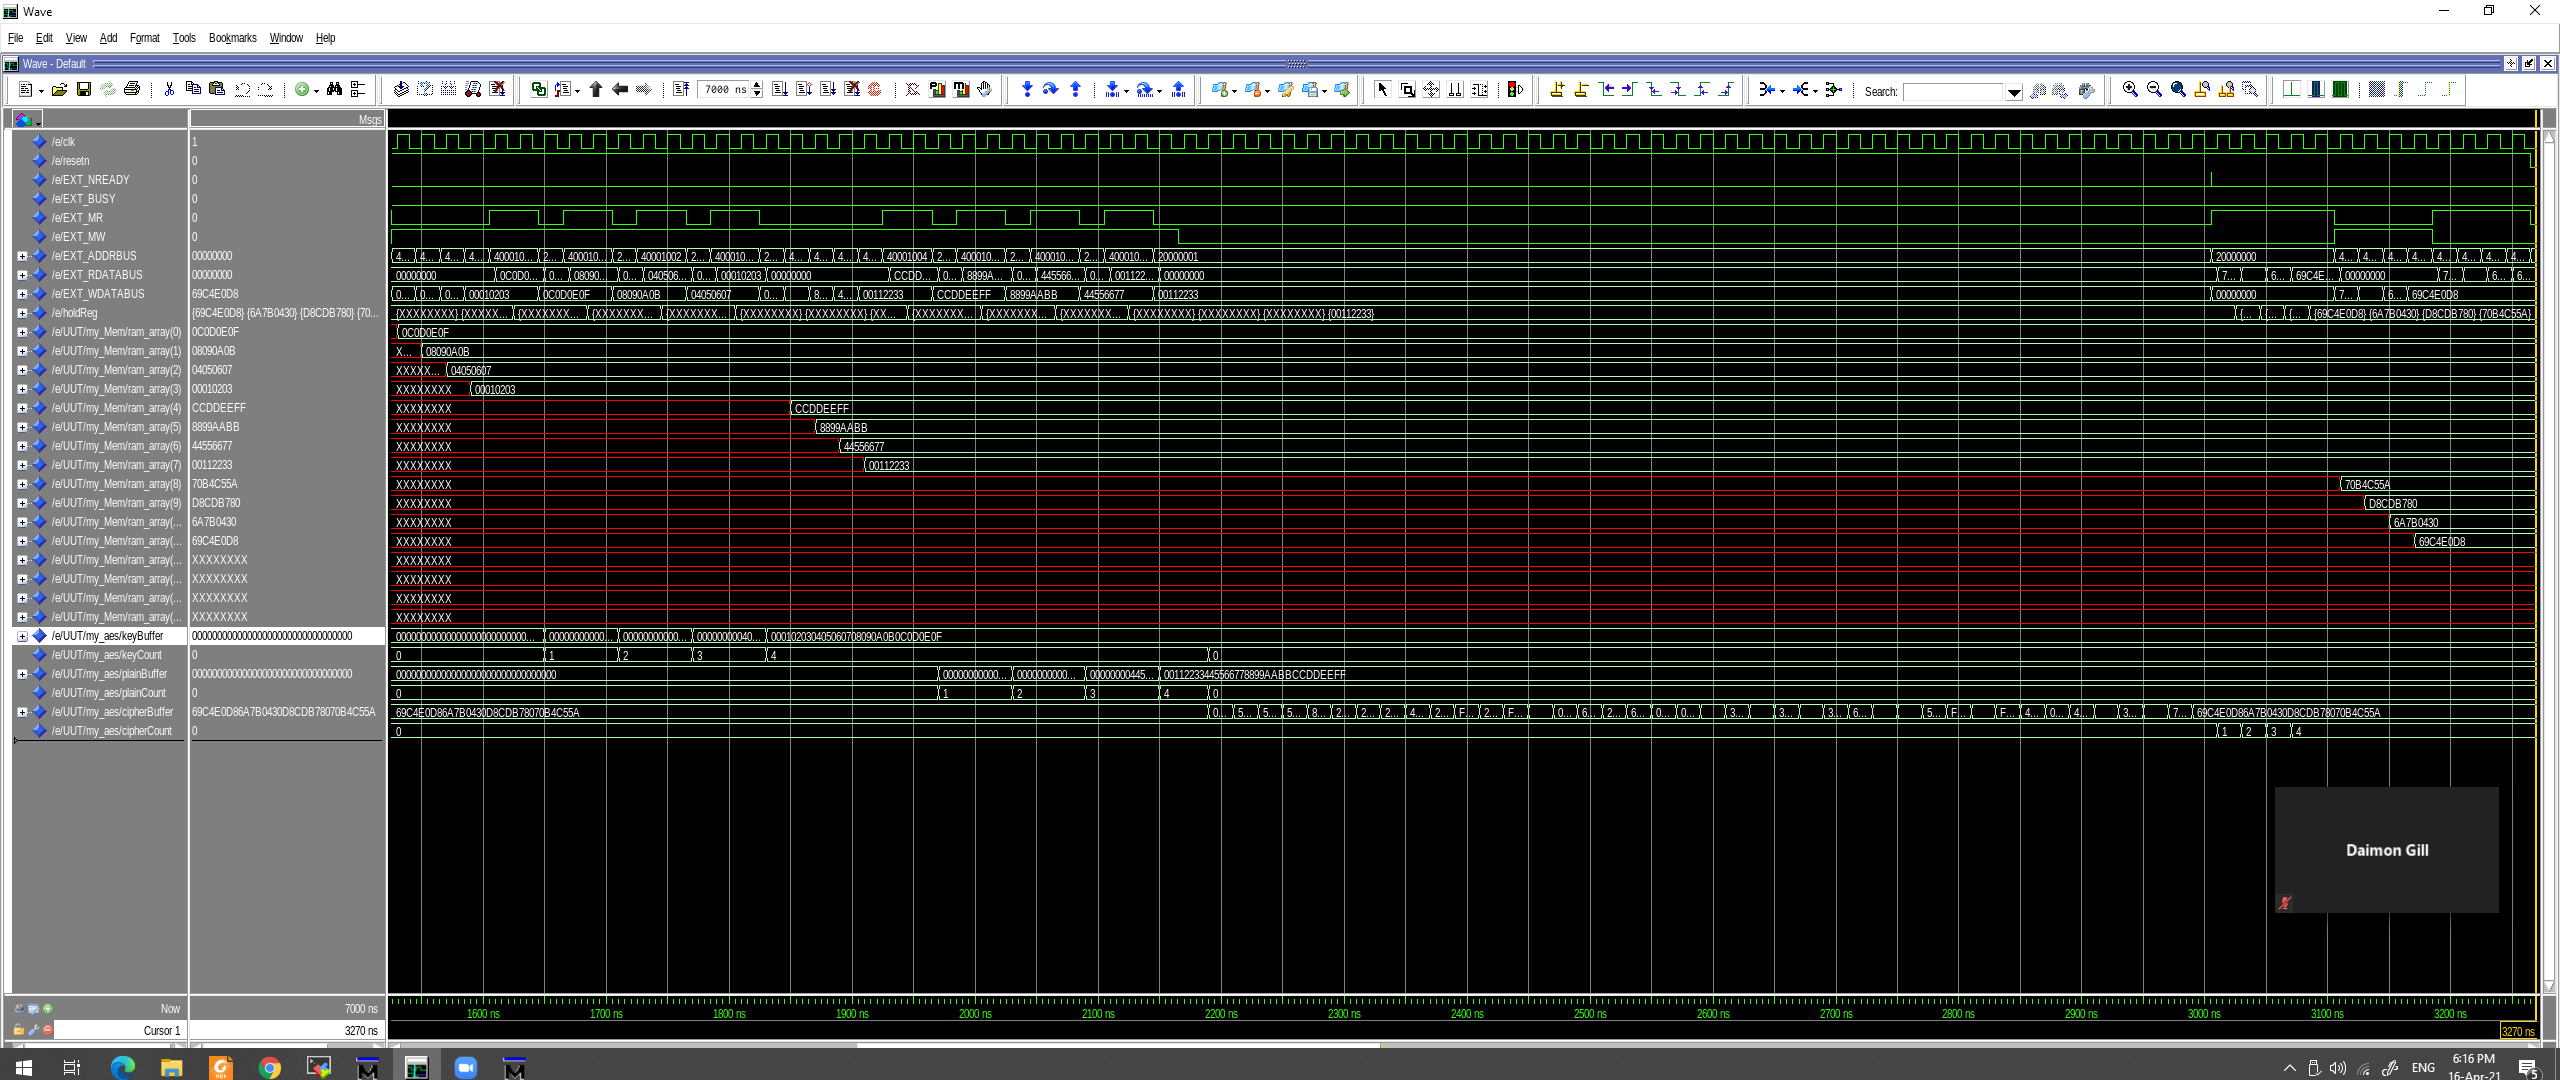 Wave
File Edit View Add Format Tools Bookmarks Window Help
Wave - Default
7000 ns
Search:
Msgs
/e/clk 1
/e/resetn 0
/e/EXT_NREADY 0
/e/EXT_BUSY 0
/e/EXT_MR 0
/e/EXT_MW 0
/e/EXT_ADDRBUS 00000000 4... 4... 4... 4... 400010... 2... 400010... 2... 40001002 2... 400010... 2... 4... 4... 4... 4... 40001004 2... 400010... 2... 400010... 2... 400010... 20000001 20000000 4... 4... 4... 4... 4... 4... 4... 4...
/e/EXT_RDATABUS 00000000 00000000 0C0D0... 0... 08090... 0... 040506... 0... 00010203 00000000 CCDD... 0... 8899A... 0... 445566... 0... 001122... 00000000 7... 6... 69C4E... 00000000 7... 6... 6...
/e/EXT_WDATABUS 69C4E0D8 0... 0... 0... 00010203 0C0D0E0F 08090A0B 04050607 0... 8... 4... 00112233 CCDDEEFF 8899AABB 44556677 00112233 00000000 7... 6... 69C4E0D8
/e/holdReg {69C4E0D8} {6A7B0430} {D8CDB780} {70... {XXXXXXXX} {XXXXX... {XXXXXXXX... {XXXXXXXX... {XXXXXXXX... {XXXXXXXX} {XXXXXXXX} {XX... {XXXXXXXX... {XXXXXXXX... {XXXXXXXX... {XXXXXXXX} {XXXXXXXX} {XXXXXXXX} {00112233} {... {... {... {69C4E0D8} {6A7B0430} {D8CDB780} {70B4C55A}
/e/UUT/my_Mem/ram_array(0) 0C0D0E0F 0C0D0E0F
/e/UUT/my_Mem/ram_array(1) 08090A0B X... 08090A0B
/e/UUT/my_Mem/ram_array(2) 04050607 XXXXX... 04050607
/e/UUT/my_Mem/ram_array(3) 00010203 XXXXXXXX 00010203
/e/UUT/my_Mem/ram_array(4) CCDDEEFF XXXXXXXX CCDDEEFF
/e/UUT/my_Mem/ram_array(5) 8899AABB XXXXXXXX 8899AABB
/e/UUT/my_Mem/ram_array(6) 44556677 XXXXXXXX 44556677
/e/UUT/my_Mem/ram_array(7) 00112233 XXXXXXXX 00112233
/e/UUT/my_Mem/ram_array(8) 70B4C55A XXXXXXXX 70B4C55A
/e/UUT/my_Mem/ram_array(9) D8CDB780 XXXXXXXX D8CDB780
/e/UUT/my_Mem/ram_array(... 6A7B0430 XXXXXXXX 6A7B0430
/e/UUT/my_Mem/ram_array(... 69C4E0D8 XXXXXXXX 69C4E0D8
/e/UUT/my_Mem/ram_array(... XXXXXXXX XXXXXXXX
/e/UUT/my_Mem/ram_array(... XXXXXXXX XXXXXXXX
/e/UUT/my_Mem/ram_array(... XXXXXXXX XXXXXXXX
/e/UUT/my_Mem/ram_array(... XXXXXXXX XXXXXXXX
/e/UUT/my_aes/keyBuffer 00000000000000000000000000000000 000000000000000000000000000... 00000000000... 00000000000... 00000000040... 000102030405060708090A0B0C0D0E0F
/e/UUT/my_aes/keyCount 0 0 1 2 3 4 0
/e/UUT/my_aes/plainBuffer 00000000000000000000000000000000 00000000000000000000000000000000 00000000000... 000000000... 00000000445... 00112233445566778899AABBCCDDEEFF
/e/UUT/my_aes/plainCount 0 0 1 2 3 4 0
/e/UUT/my_aes/cipherBuffer 69C4E0D86A7B0430D8CDB78070B4C55A 69C4E0D86A7B0430D8CDB78070B4C55A 0... 5... 5... 5... 8... 2... 2... 2... 4... 2... F... 2... F... 0... 6... 2... 6... 0... 0... 3... 3... 3... 6... 5... F... F... 4... 0... 4... 3... 7... 69C4E0D86A7B0430D8CDB78070B4C55A
/e/UUT/my_aes/cipherCount 0 0 1 2 3 4
Daimon Gill
Now 7000 ns
1600 ns 1700 ns 1800 ns 1900 ns 2000 ns 2100 ns 2200 ns 2300 ns 2400 ns 2500 ns 2600 ns 2700 ns 2800 ns 2900 ns 3000 ns 3100 ns 3200 ns
Cursor 1 3270 ns 3270 ns
ENG
6:16 PM
16-Apr-21
5